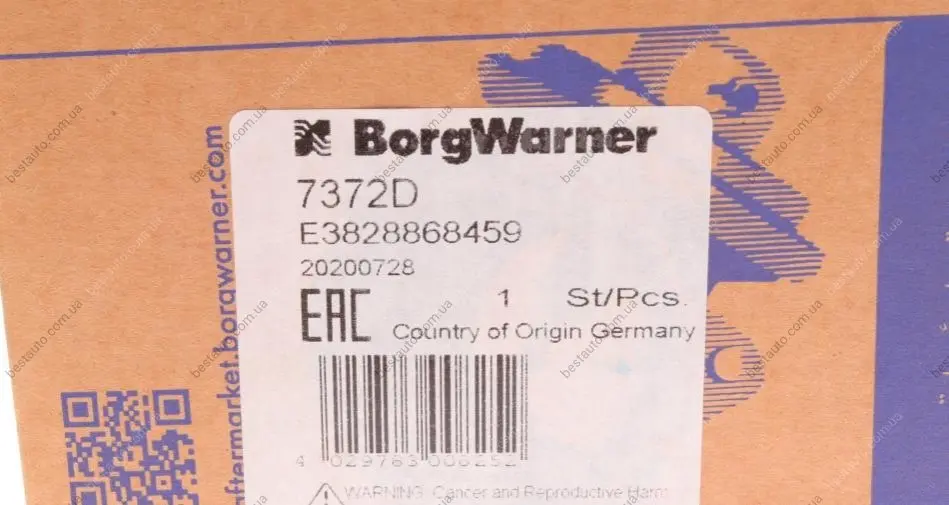 BorgWarner
7372D
E3828868459
20200728
EAC
1 St/Pcs.
Country of Origin Germany
4 029763 006252
WARNING: Cancer and Reproductive Harm
aftermarket.borgwarner.com
bestauto.com.ua